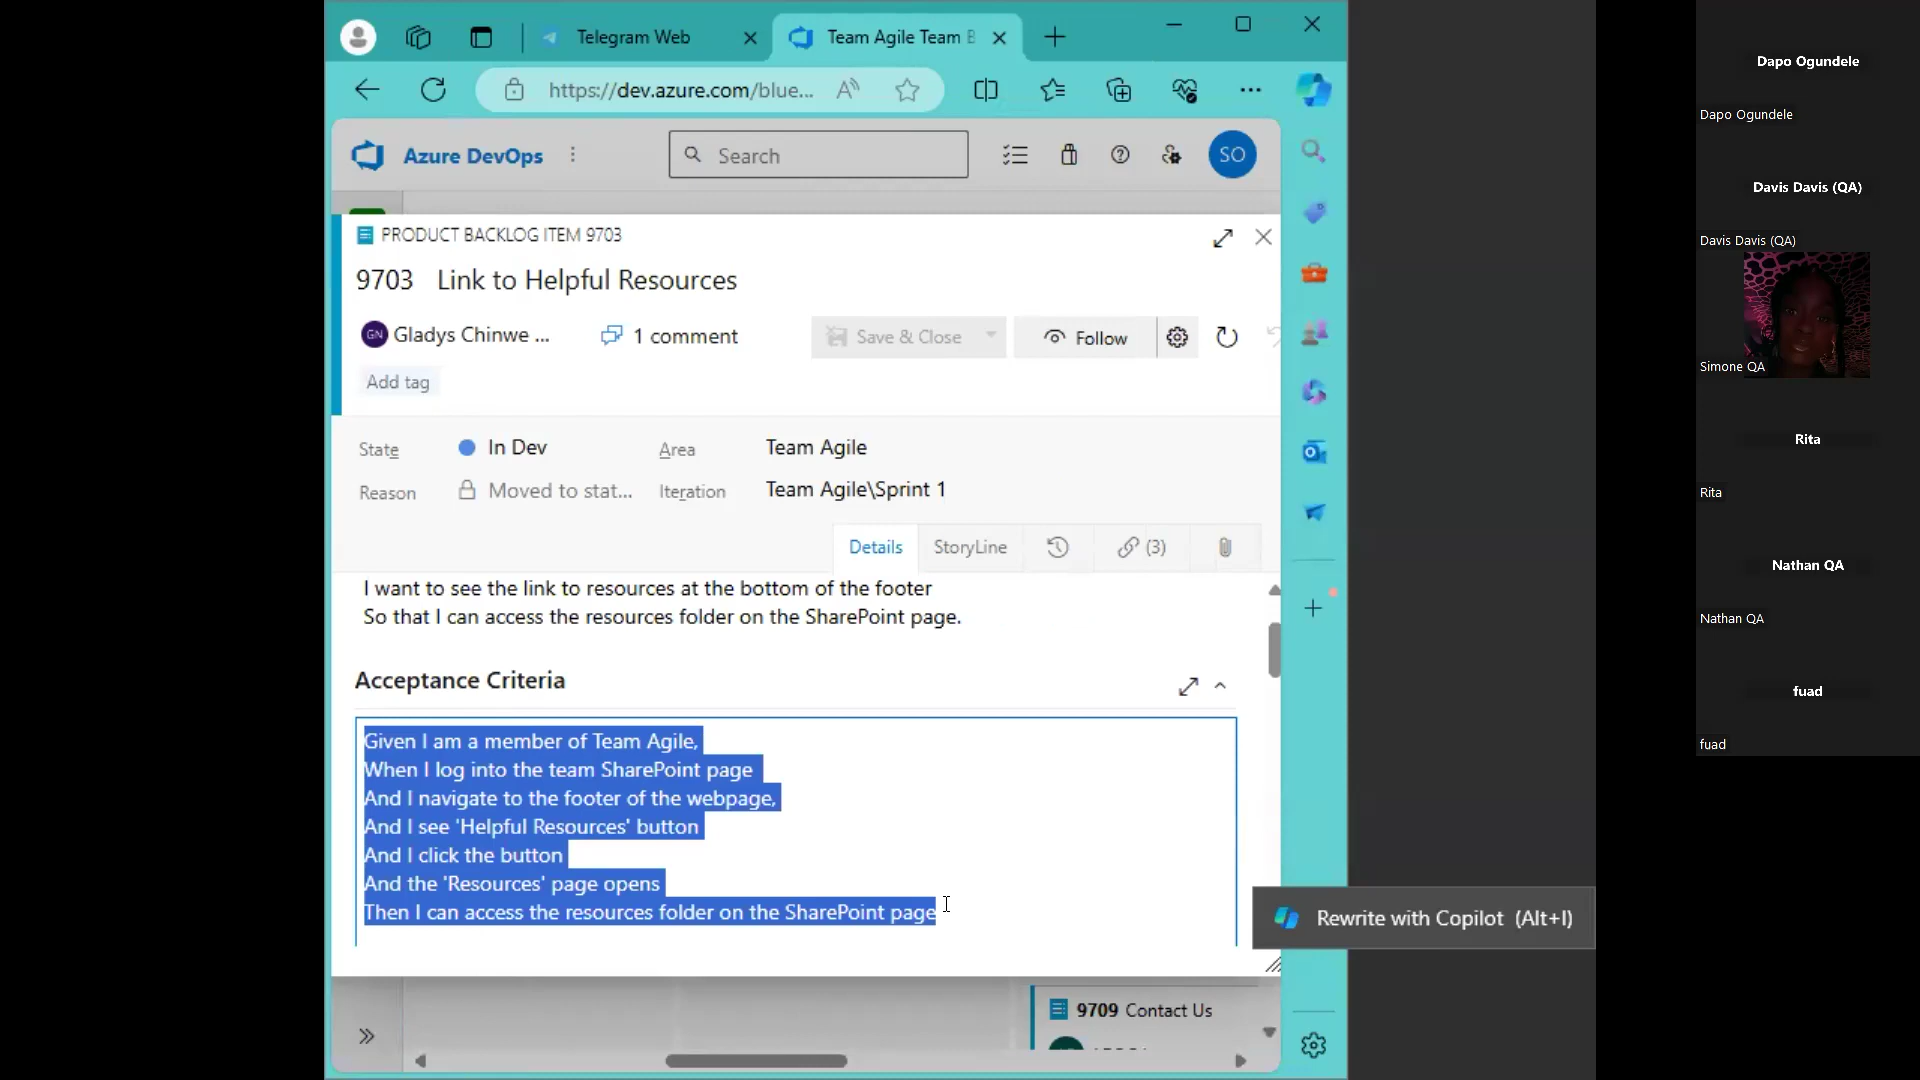 Telegram Web
Team Agile Team B
https://dev.azure.com/blue...
Azure DevOps
Search
SO
PRODUCT BACKLOG ITEM 9703
9703 Link to Helpful Resources
GN Gladys Chinwe ...
1 comment
Save & Close
Follow
Add tag
State
In Dev
Area
Team Agile
Reason
Moved to stat...
Iteration
Team Agile\Sprint 1
Details
StoryLine
(3)
I want to see the link to resources at the bottom of the footer
So that I can access the resources folder on the SharePoint page.
Acceptance Criteria
Given I am a member of Team Agile,
When I log into the team SharePoint page
And I navigate to the footer of the webpage,
And I see 'Helpful Resources' button
And I click the button
And the 'Resources' page opens
Then I can access the resources folder on the SharePoint page
Rewrite with Copilot (Alt+I)
9709 Contact Us
Dapo Ogundele
Dapo Ogundele
Davis Davis (QA)
Davis Davis (QA)
Simone QA
Rita
Rita
Nathan QA
Nathan QA
fuad
fuad